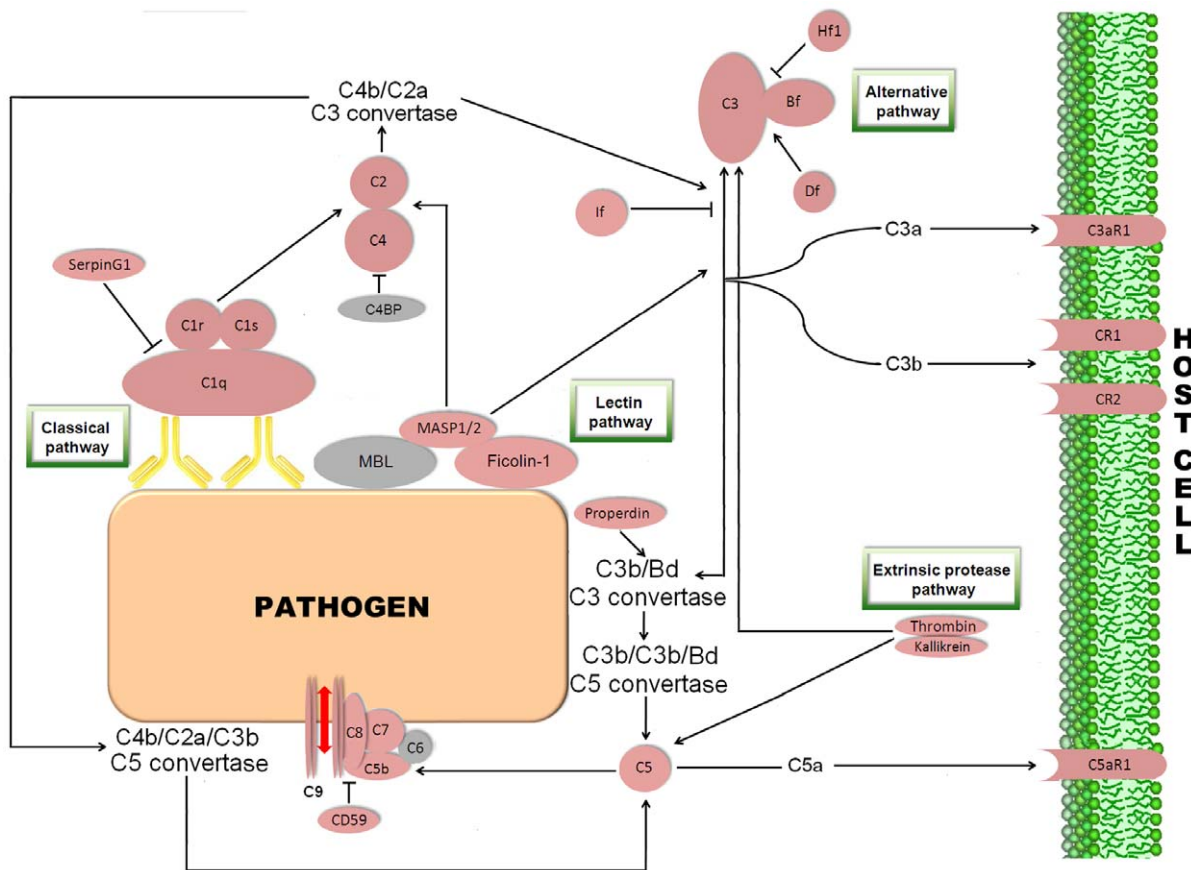 Hf1
C3
Bf
Alternative
pathway
C4b/C2a
C3 convertase
C2
Df
If
C4
C3a
C3aR1
SerpinG1
C4BP
C1r
C1s
CR1
C3b
C1q
CR2
Classical
pathway
Lectin
pathway
MASP1/2
MBL
Ficolin-1
HOST CELL
Properdin
C3b/Bd
C3 convertase
Extrinsic protease
pathway
PATHOGEN
Thrombin
Kallikrein
C3b/C3b/Bd
C5 convertase
C8
C7
C6
C5b
C4b/C2a/C3b
C5 convertase
C9
CD59
C5
C5a
C5aR1